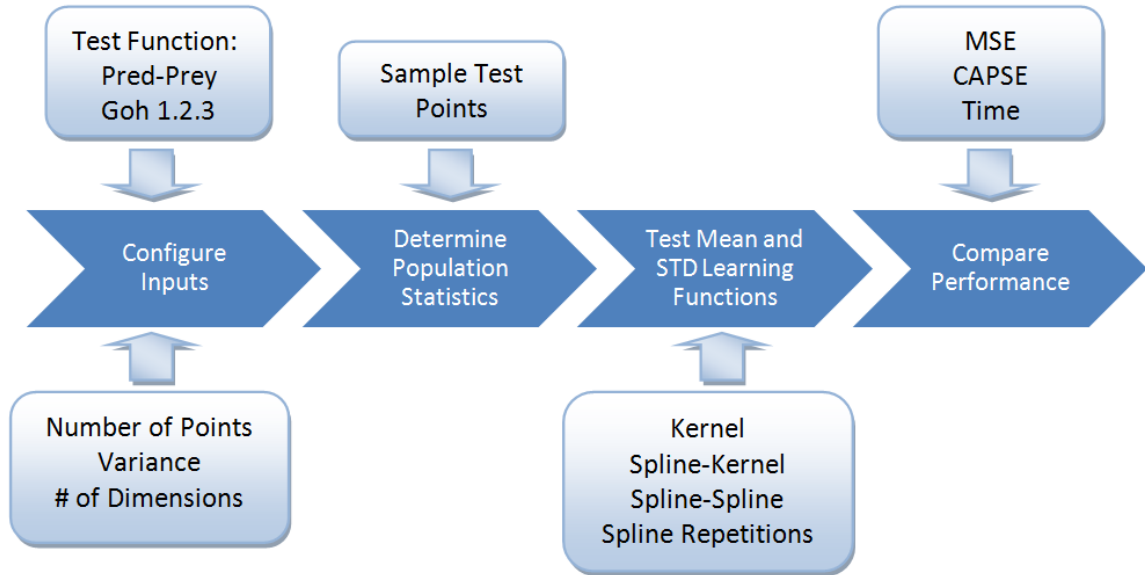 Test Function:
Pred-Prey
Goh 1.2.3
Sample Test
Points
MSE
CAPSE
Time
Configure
Inputs
Determine
Population
Statistics
Test Mean and
STD Learning
Functions
Compare
Performance
Number of Points
Variance
# of Dimensions
Kernel
Spline-Kernel
Spline-Spline
Spline Repetitions